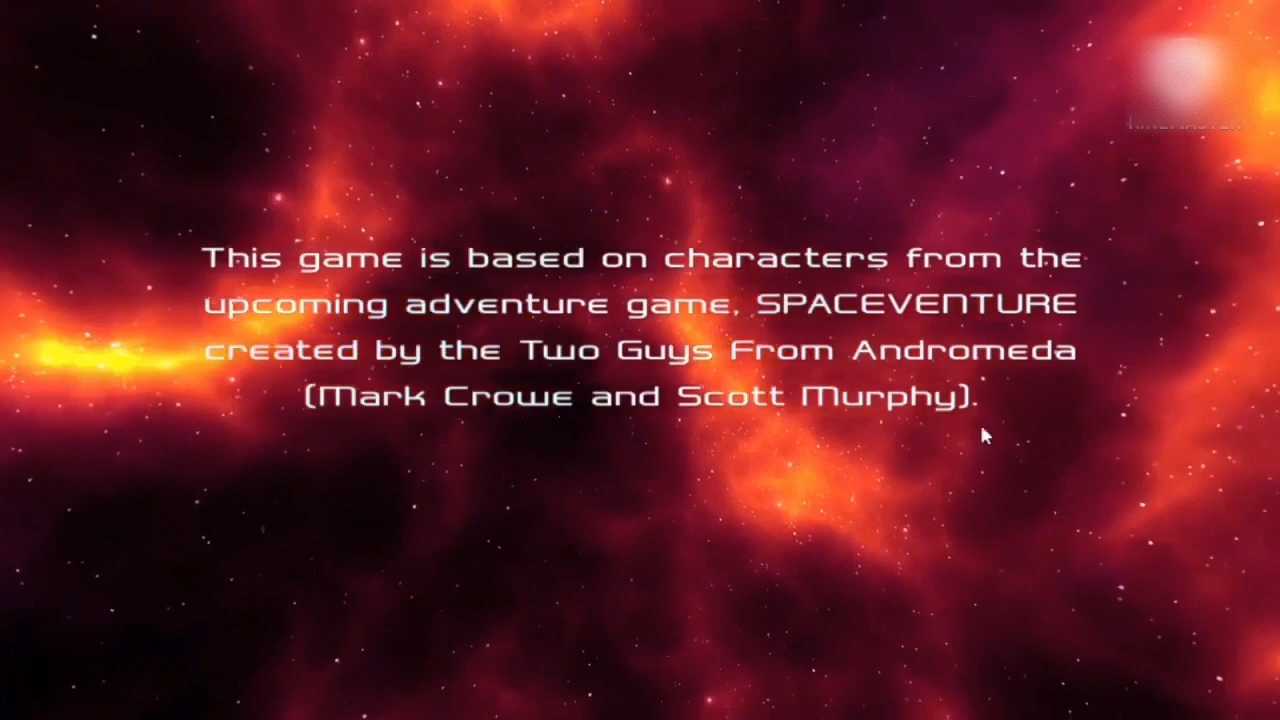 This game is based on characters from the
upcoming adventure game, SPACEVENTURE
created by the Two Guys From Andromeda
(Mark Crowe and Scott Murphy).